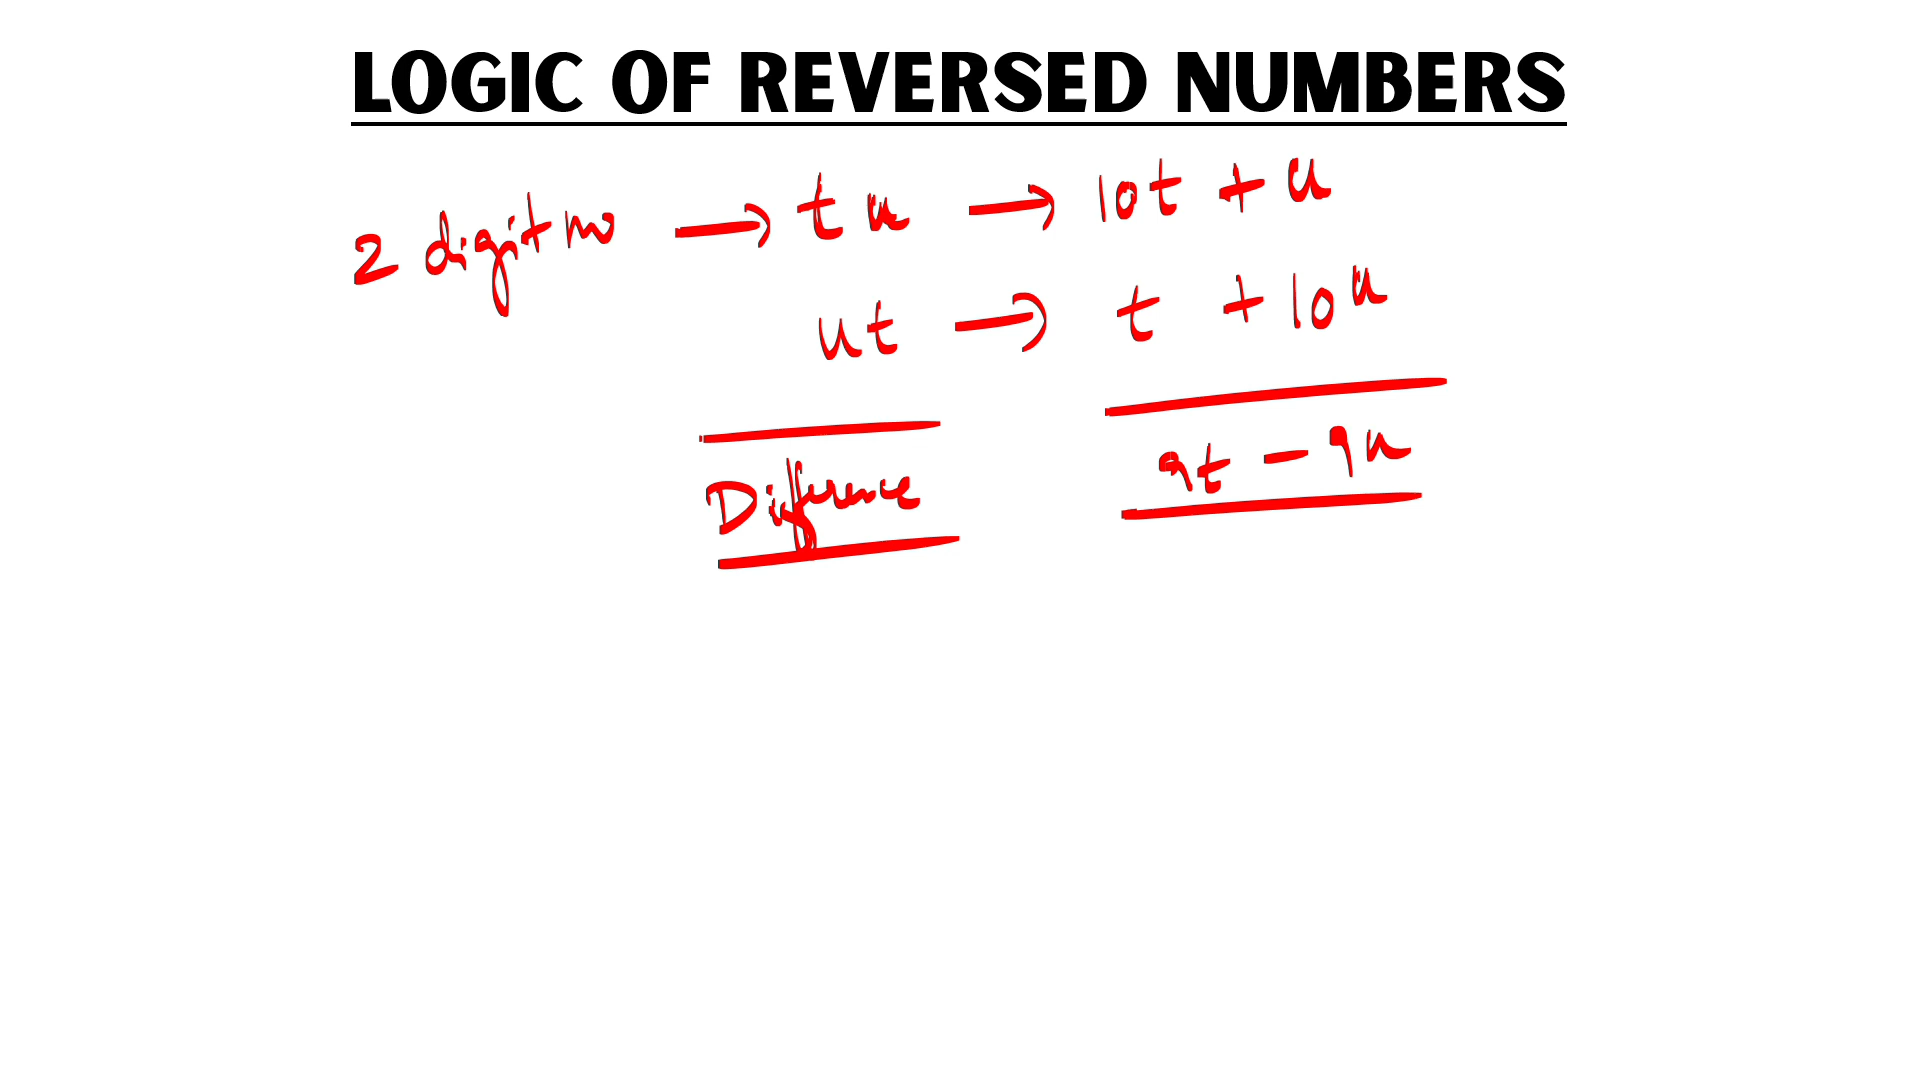 LOGIC OF REVERSED NUMBERS
2 digit no → tu → 10t + u
ut → t + 10u
Difference 9t - 9u